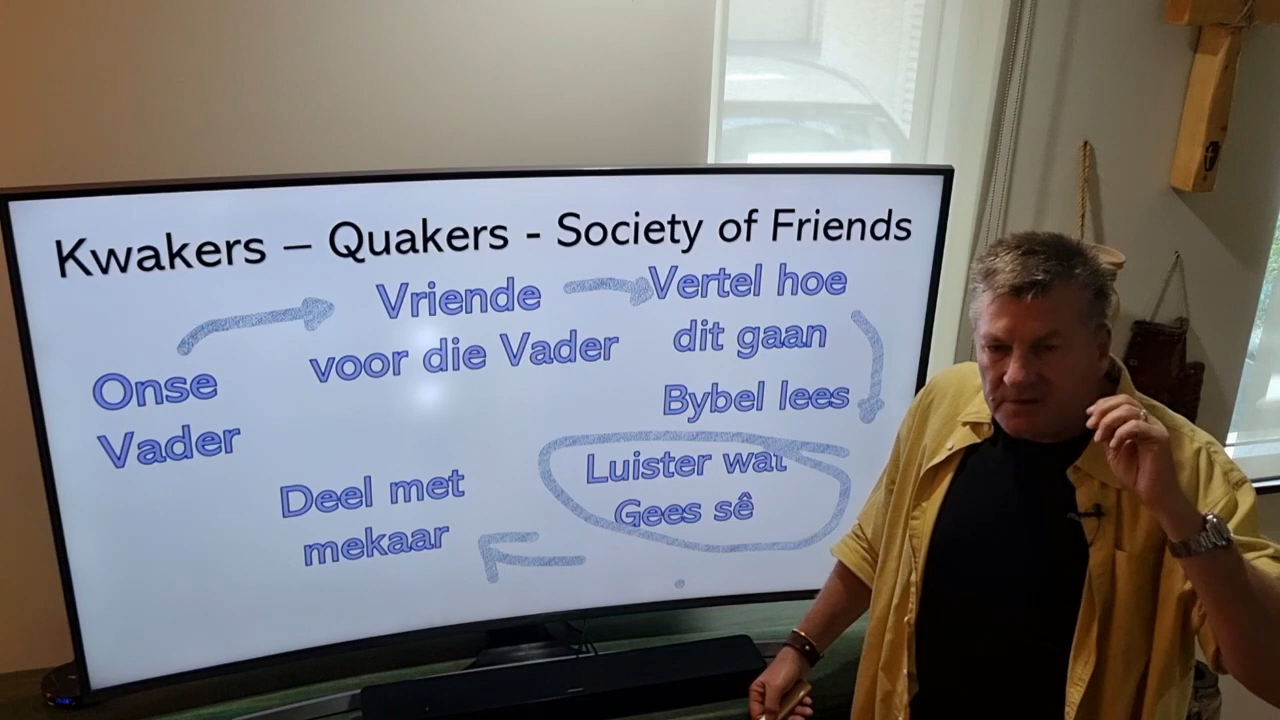 Kwakers – Quakers - Society of Friends
Vriende
voor die Vader
Vertel hoe
dit gaan
Bybel lees
Onse
Vader
Luister wat
Gees sê
Deel met
mekaar